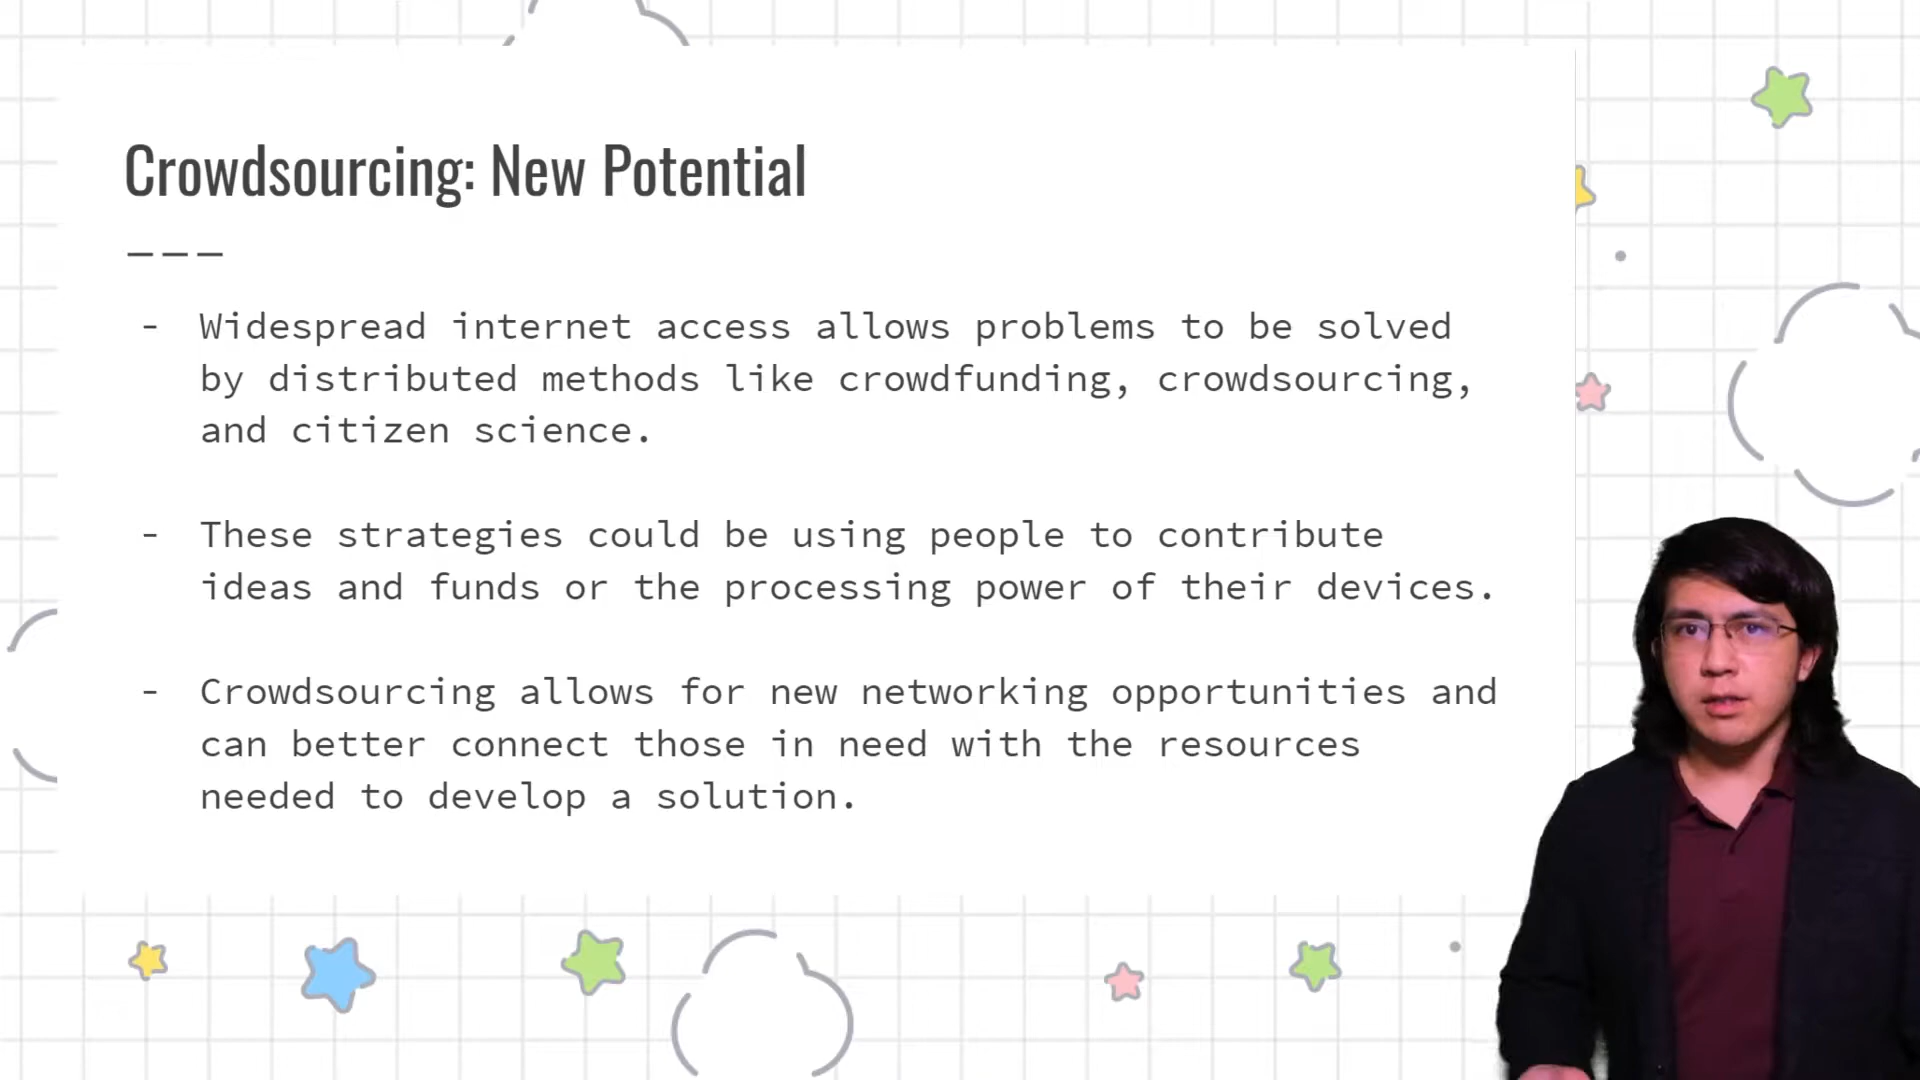 Crowdsourcing: New Potential
---
- Widespread internet access allows problems to be solved
by distributed methods like crowdfunding, crowdsourcing,
and citizen science.
- These strategies could be using people to contribute
ideas and funds or the processing power of their devices.
- Crowdsourcing allows for new networking opportunities and
can better connect those in need with the resources
needed to develop a solution.